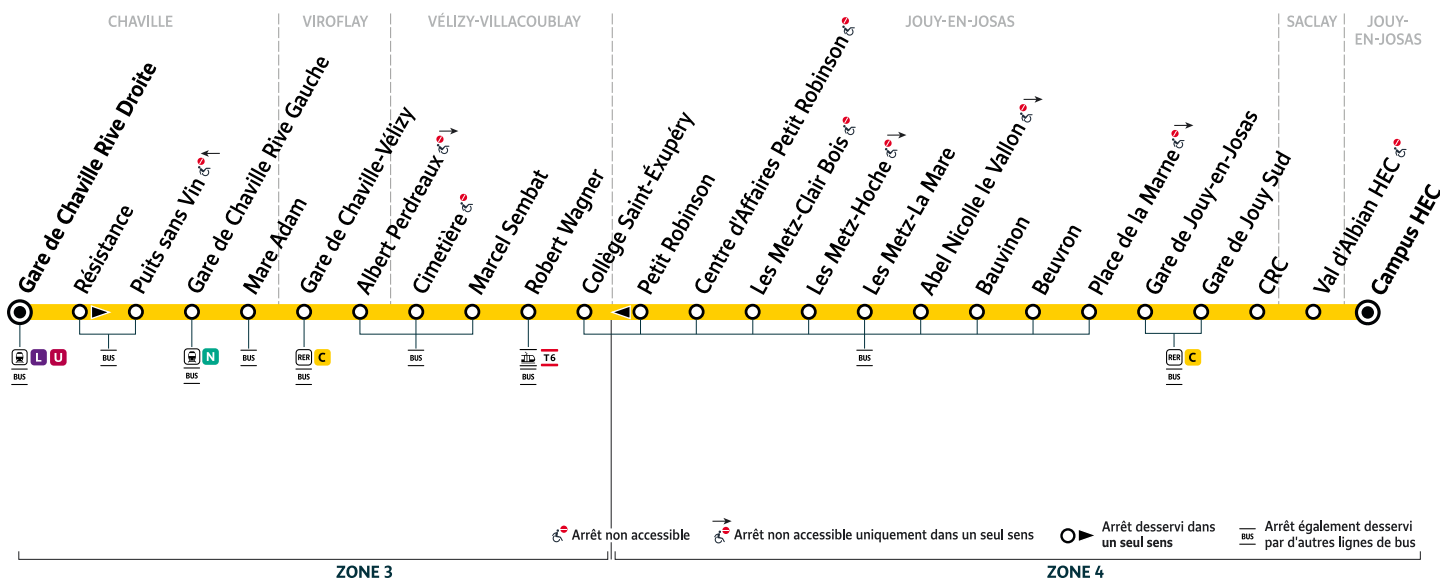 CHAVILLE
VIROFLAY
VÉLIZY-VILLACOUBLAY
JOUY-EN-JOSAS
SACLAY
JOUY-
EN-JOSAS
Gare de Chaville Rive Droite
Résistance
Puits sans Vin
Gare de Chaville Rive Gauche
Mare Adam
Gare de Chaville-Vélizy
Albert Perdreaux
Cimetière
Marcel Sembat
Robert Wagner
Collège Saint-Éxupéry
Petit Robinson
Centre d'Affaires Petit Robinson
Les Metz-Clair Bois
Les Metz-Hoche
Les Metz-La Mare
Abel Nicolle le Vallon
Bauvinon
Beuvron
Place de la Marne
Gare de Jouy-en-Josas
Gare de Jouy Sud
CRC
Val d'Albian HEC
Campus HEC
L U
BUS
BUS
N
BUS
BUS
RER C
BUS
BUS
T6
BUS
BUS
RER C
BUS
Arrêt non accessible
Arrêt non accessible uniquement dans un seul sens
Arrêt desservi dans
un seul sens
BUS
Arrêt également desservi
par d'autres lignes de bus
ZONE 3
ZONE 4